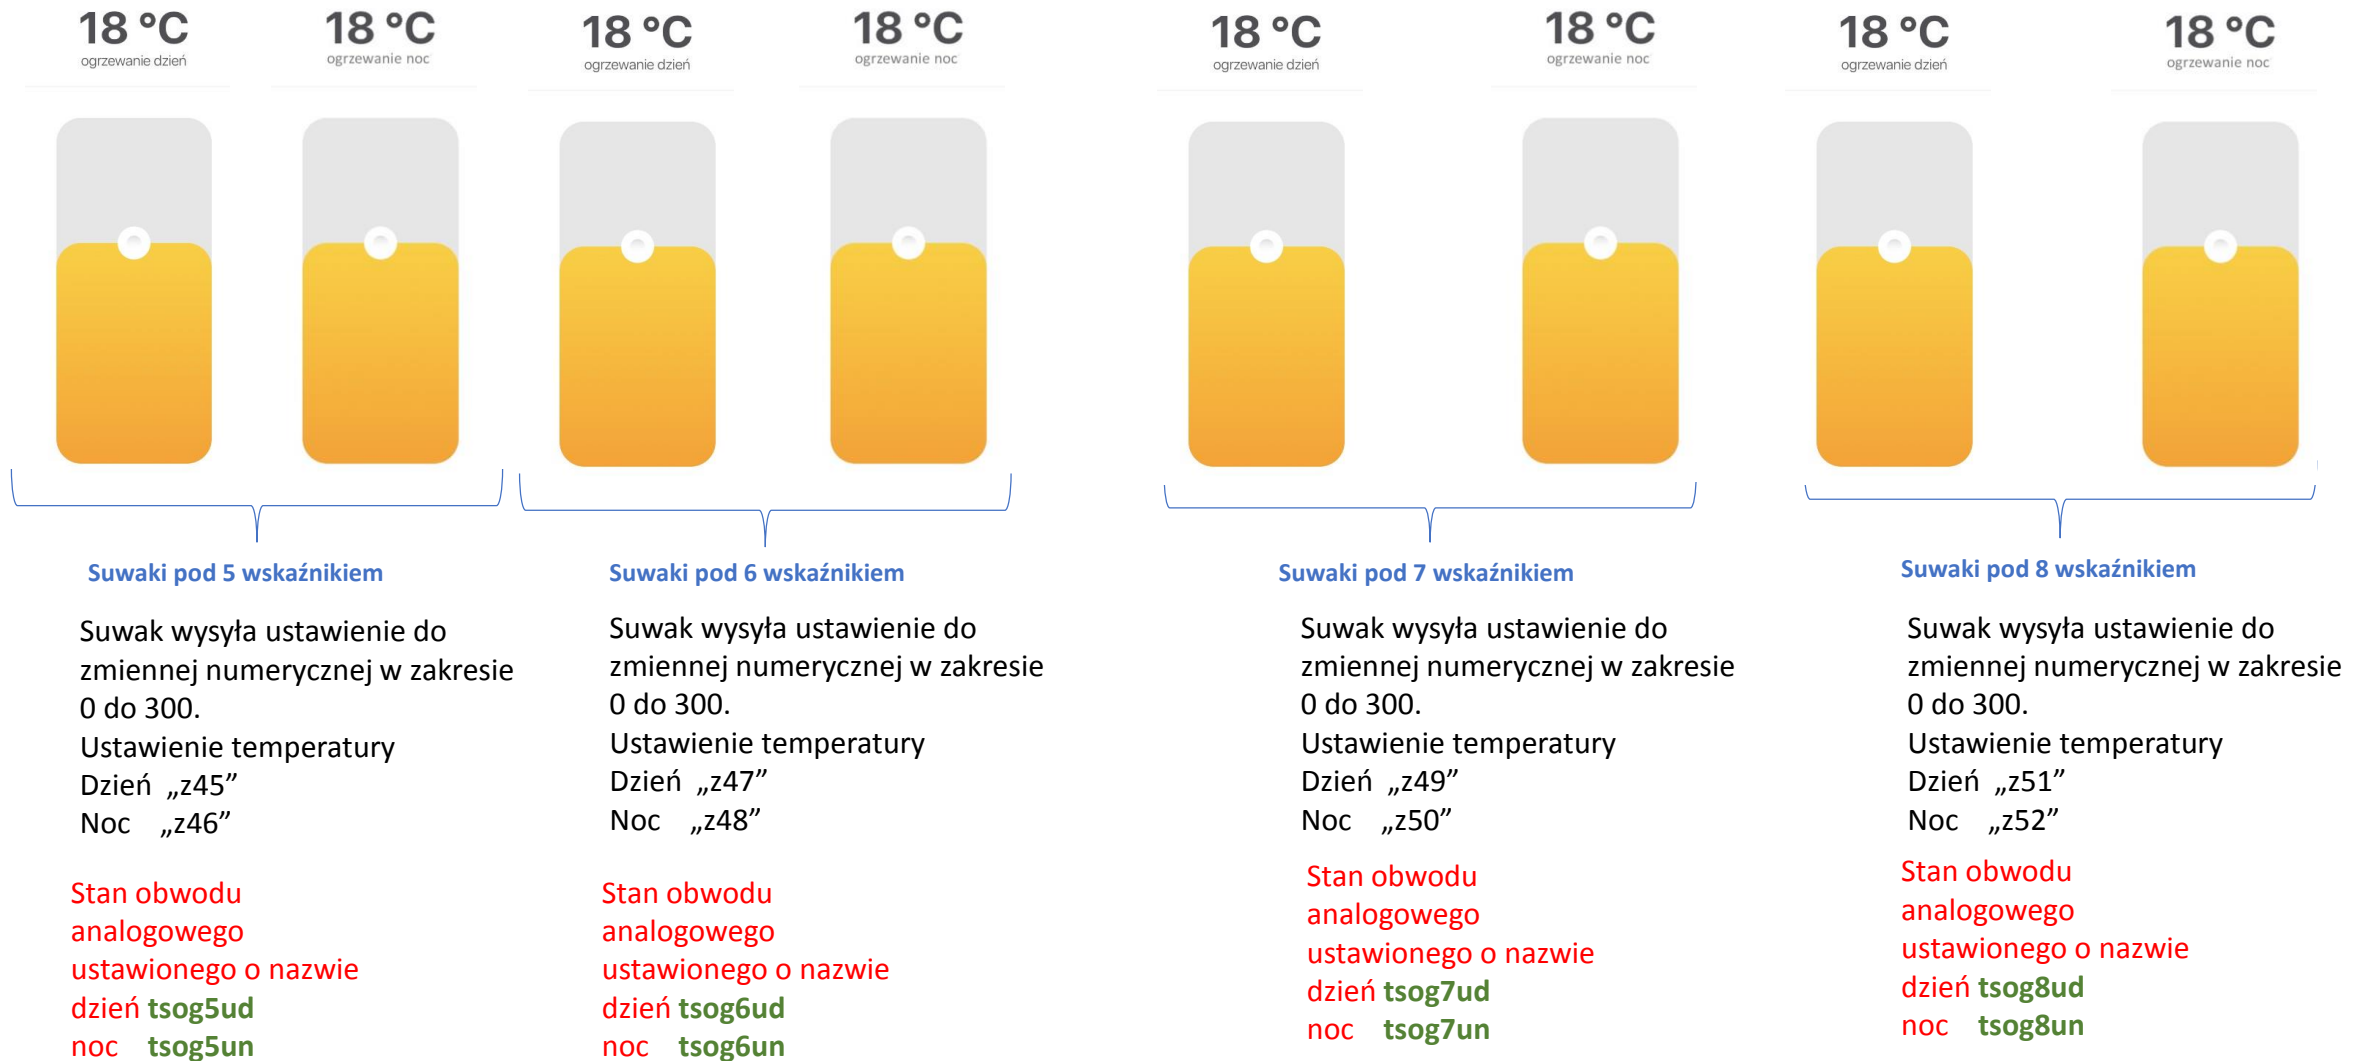 18 °C
ogrzewanie dzień
18 °C
ogrzewanie noc
18 °C
ogrzewanie dzień
18 °C
ogrzewanie noc
18 °C
ogrzewanie dzień
18 °C
ogrzewanie noc
18 °C
ogrzewanie dzień
18 °C
ogrzewanie noc
Suwaki pod 5 wskaźnikiem
Suwak wysyła ustawienie do
zmiennej numerycznej w zakresie
0 do 300.
Ustawienie temperatury
Dzień „z45”
Noc „z46”
Stan obwodu
analogowego
ustawionego o nazwie
dzień tsog5ud
noc tsog5un
Suwaki pod 6 wskaźnikiem
Suwak wysyła ustawienie do
zmiennej numerycznej w zakresie
0 do 300.
Ustawienie temperatury
Dzień „z47”
Noc „z48”
Stan obwodu
analogowego
ustawionego o nazwie
dzień tsog6ud
noc tsog6un
Suwaki pod 7 wskaźnikiem
Suwak wysyła ustawienie do
zmiennej numerycznej w zakresie
0 do 300.
Ustawienie temperatury
Dzień „z49”
Noc „z50”
Stan obwodu
analogowego
ustawionego o nazwie
dzień tsog7ud
noc tsog7un
Suwaki pod 8 wskaźnikiem
Suwak wysyła ustawienie do
zmiennej numerycznej w zakresie
0 do 300.
Ustawienie temperatury
Dzień „z51”
Noc „z52”
Stan obwodu
analogowego
ustawionego o nazwie
dzień tsog8ud
noc tsog8un